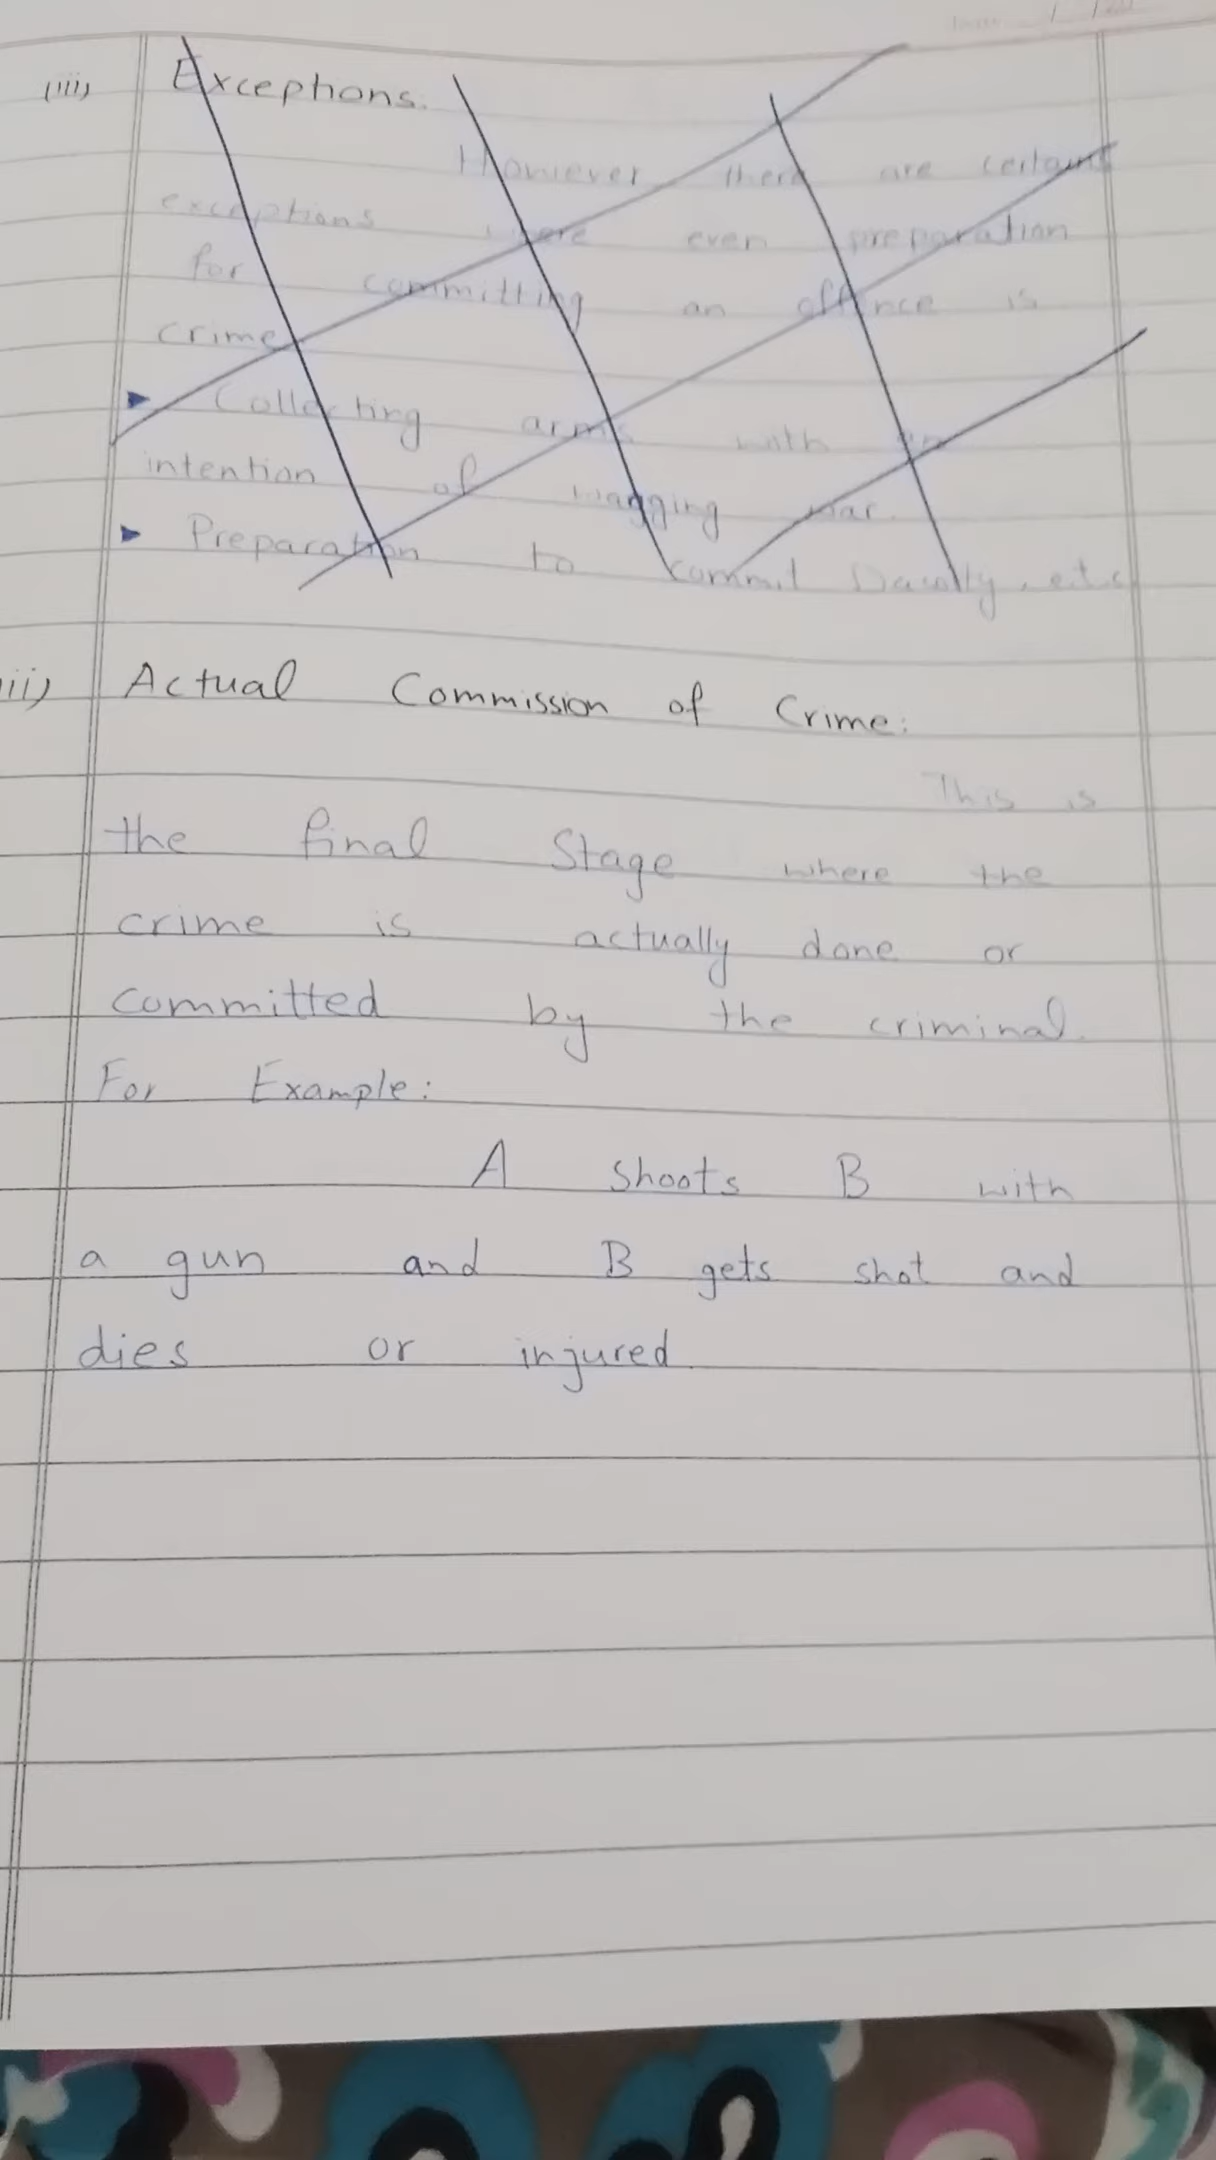 (iii) Exceptions.
However there are certain
exceptions where even preparation
for committing an offence is
crime
► Collecting arms with an
intention of wagging war.
► Preparation to commit Dacoity, e.t.c
iii) Actual Commission of Crime:
This is
the final Stage where the
crime is actually done or
committed by the criminal.
For Example:
A shoots B with
a gun and B gets shot and
dies or injured.